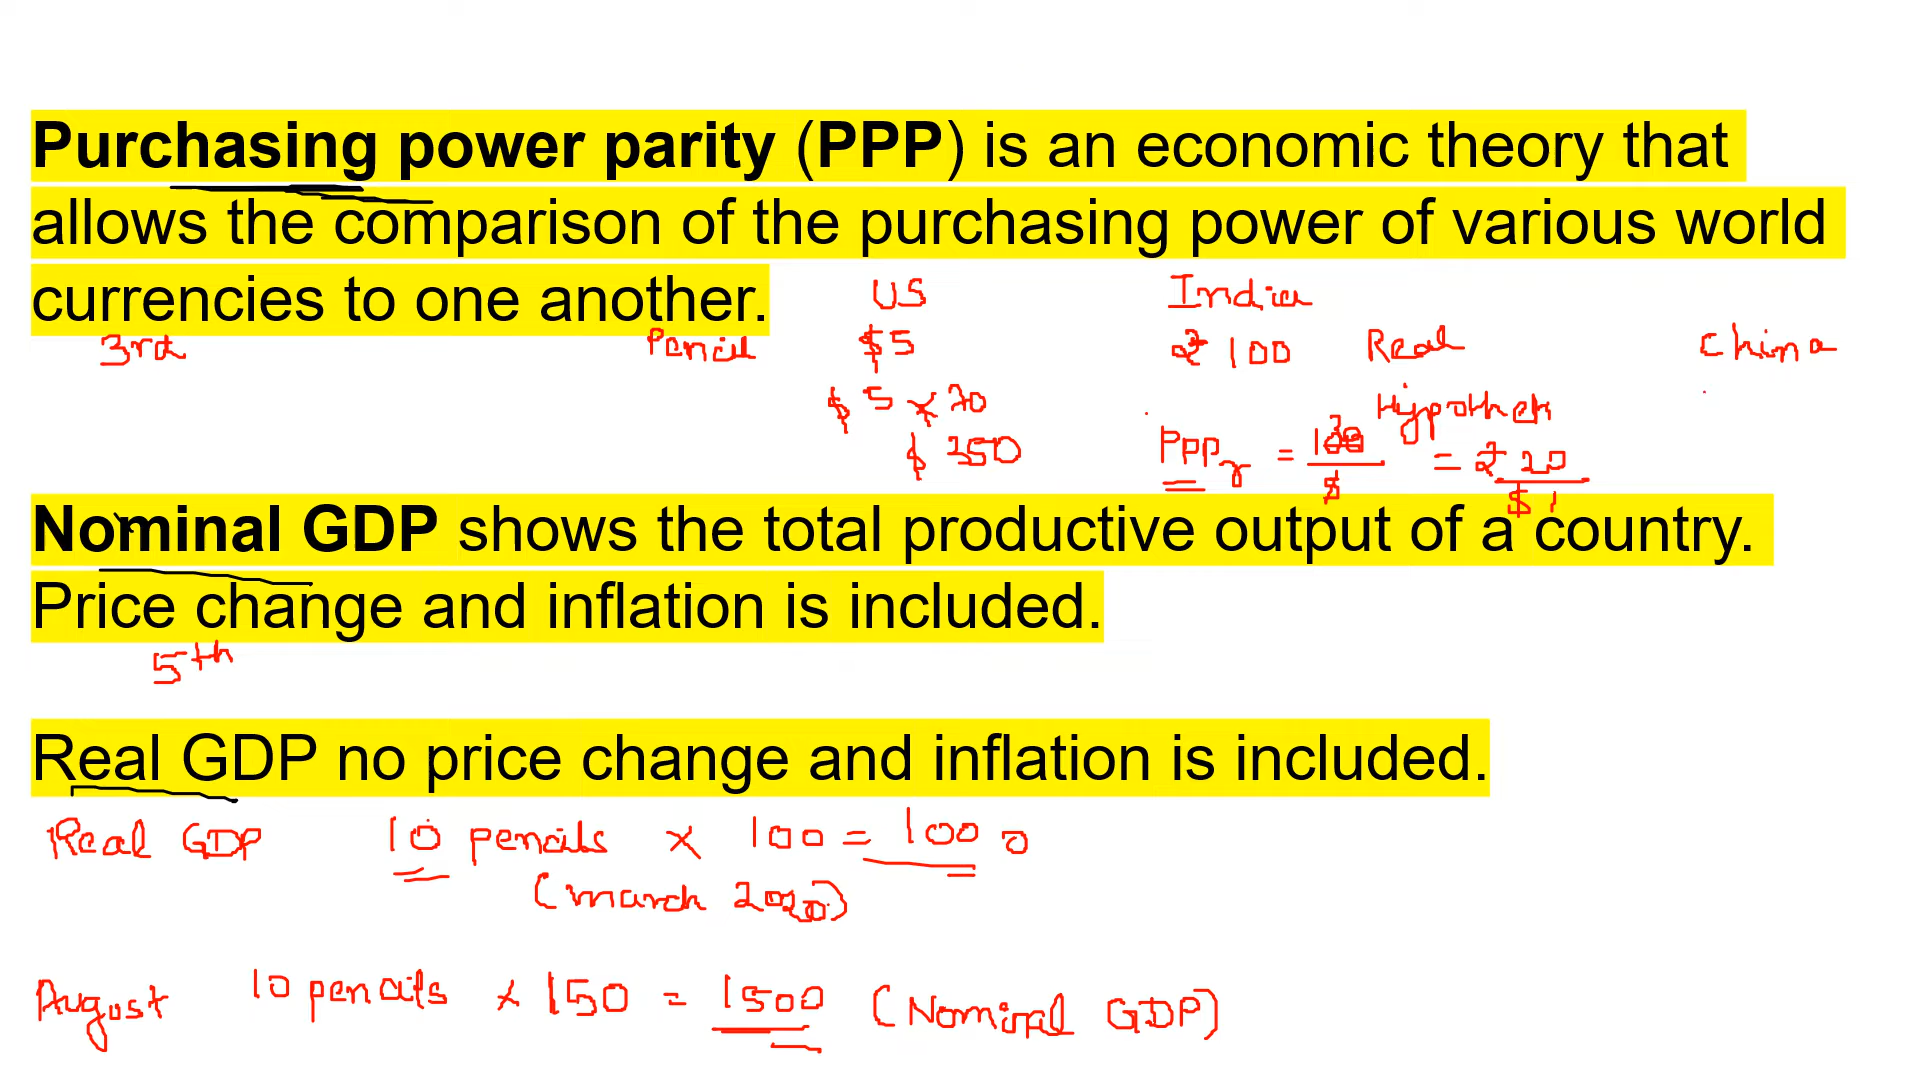 Purchasing power parity (PPP) is an economic theory that
allows the comparison of the purchasing power of various world
currencies to one another.
US India
3rd Pencil $5 ₹ 100 Real China
$ 5 x 70 Hypothet
$ 350 PPP = 100 / 5 = ₹ 20 / $ 1
Nominal GDP shows the total productive output of a country.
Price change and inflation is included.
5th
Real GDP no price change and inflation is included.
Real GDP 10 pencils x 100 = 1000
(march 2020)
August 10 pencils x 150 = 1500 (Nominal GDP)